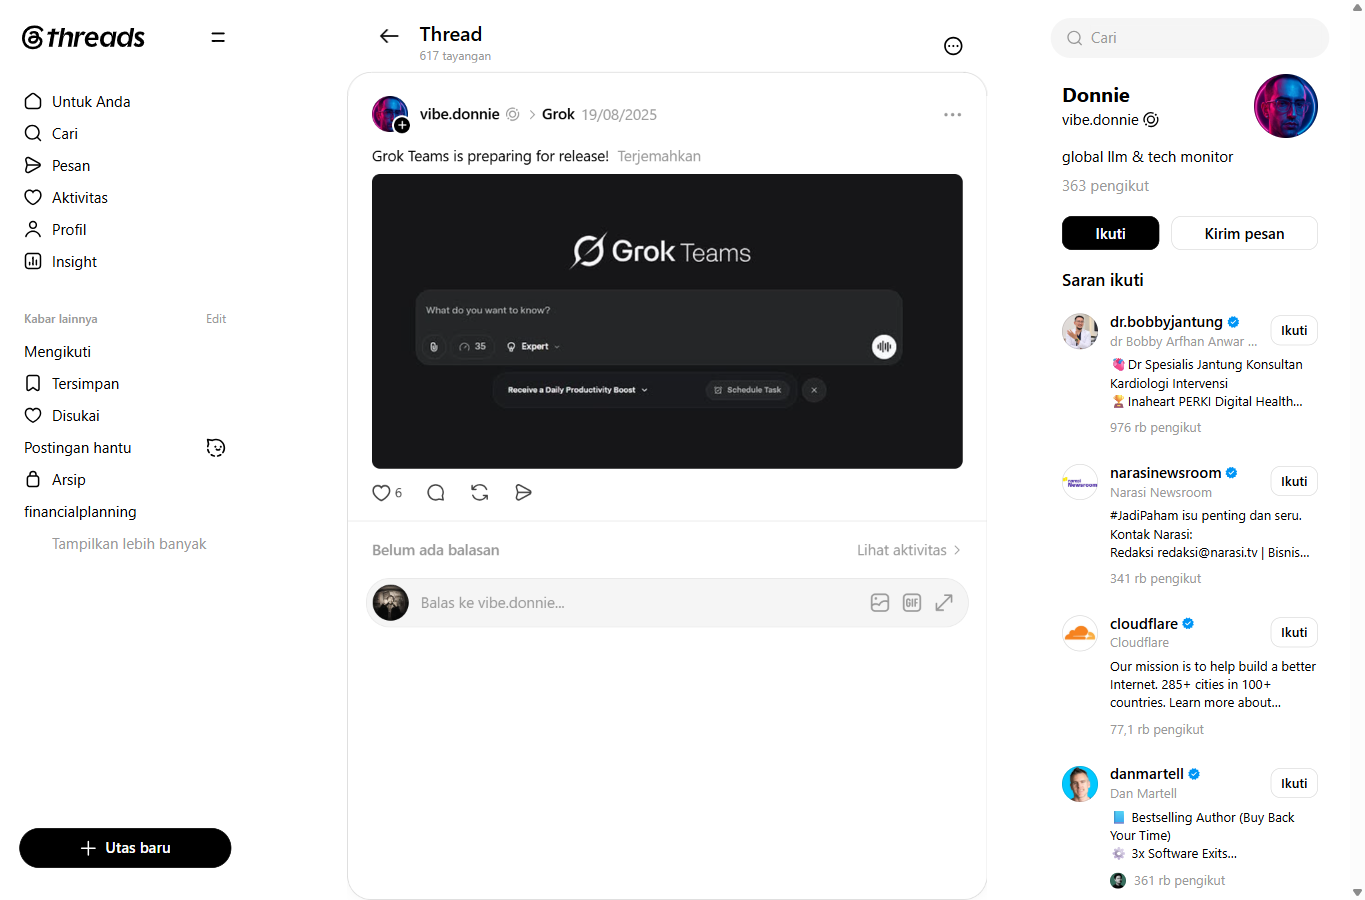 threads
Untuk Anda
Cari
Pesan
Aktivitas
Profil
Insight
Kabar lainnya
Edit
Mengikuti
Tersimpan
Disukai
Postingan hantu
Arsip
financialplanning
Tampilkan lebih banyak
Utas baru
Thread
617 tayangan
vibe.donnie
Grok 19/08/2025
Grok Teams is preparing for release! Terjemahkan
Grok Teams
What do you want to know?
35
Expert
Receive a Daily Productivity Boost
Schedule Task
6
Belum ada balasan
Lihat aktivitas
Balas ke vibe.donnie...
GIF
Cari
Donnie
vibe.donnie
global llm & tech monitor
363 pengikut
Ikuti
Kirim pesan
Saran ikuti
dr.bobbyjantung
dr Bobby Arfhan Anwar ...
Ikuti
Dr Spesialis Jantung Konsultan
Kardiologi Intervensi
Inaheart PERKI Digital Health...
976 rb pengikut
narasi
Newsroom
narasinewsroom
Narasi Newsroom
Ikuti
#JadiPaham isu penting dan seru.
Kontak Narasi:
Redaksi redaksi@narasi.tv | Bisnis...
341 rb pengikut
cloudflare
Cloudflare
Ikuti
Our mission is to help build a better
Internet. 285+ cities in 100+
countries. Learn more about...
77,1 rb pengikut
danmartell
Dan Martell
Ikuti
Bestselling Author (Buy Back
Your Time)
3x Software Exits...
361 rb pengikut